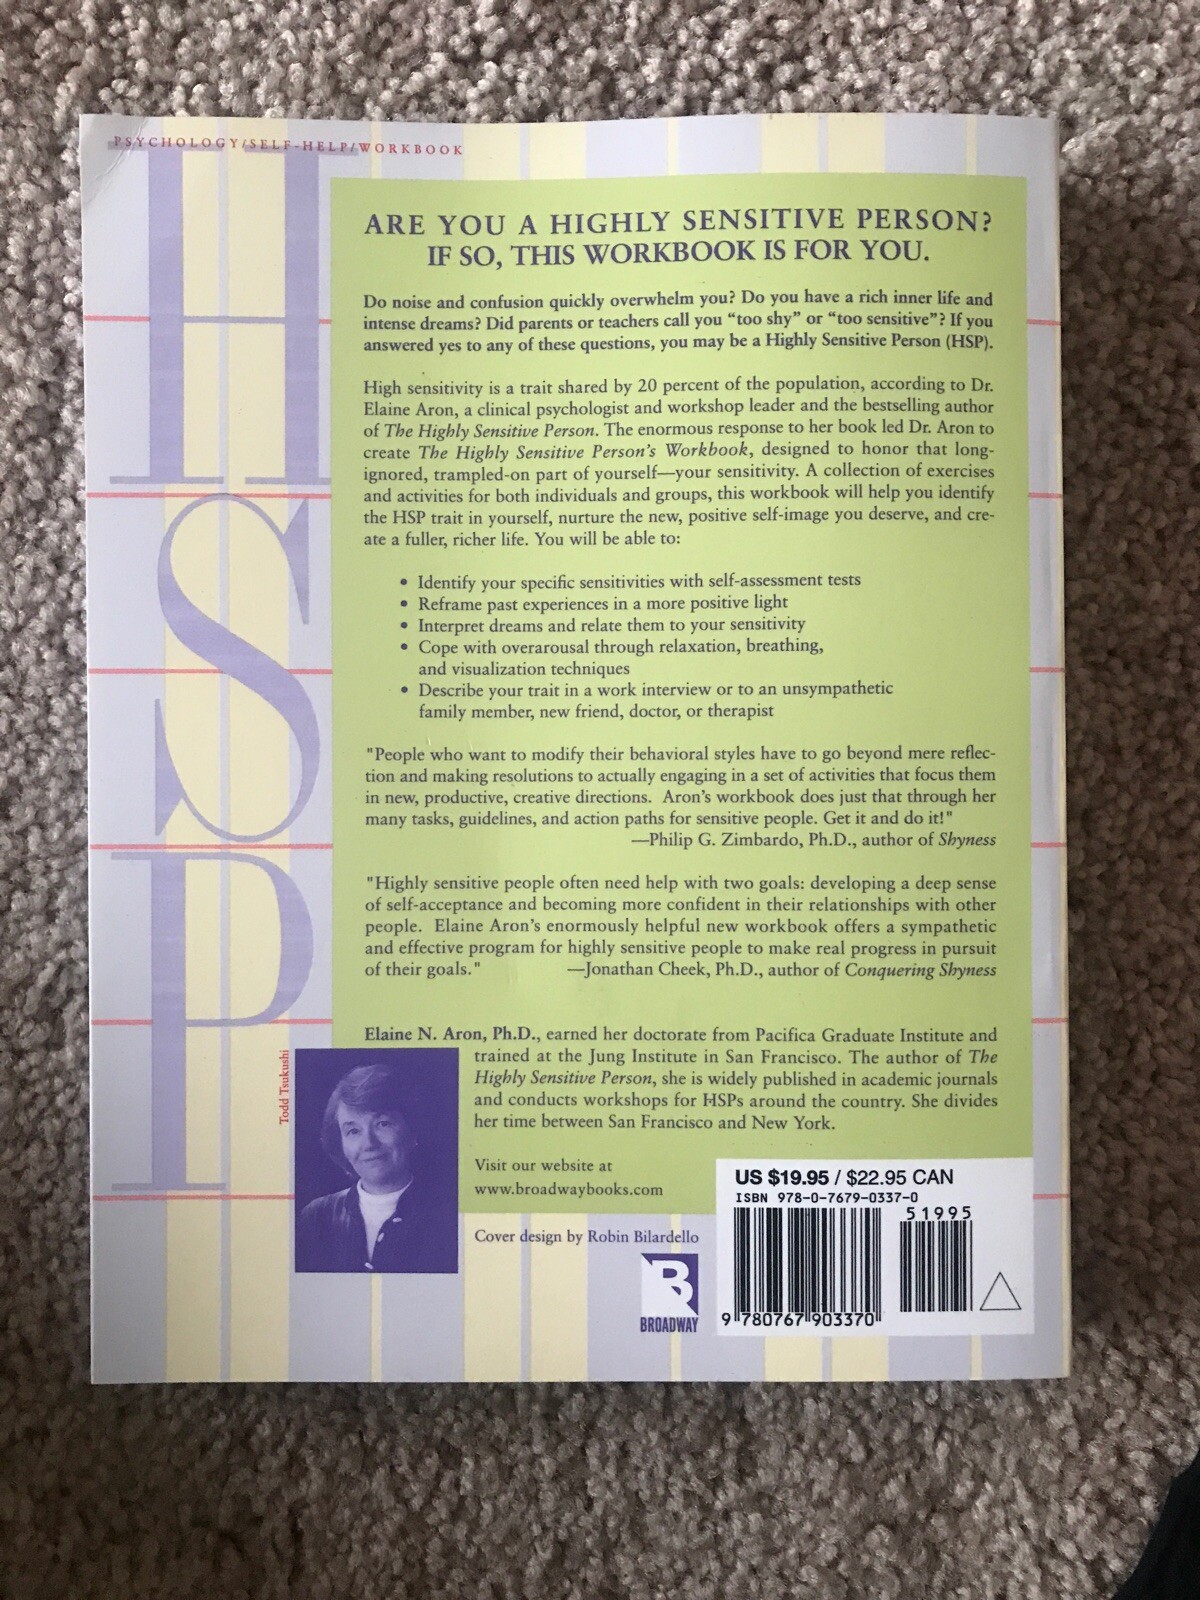 PSYCHOLOGY/SELF-HELP/WORKBOOK
HSP
ARE YOU A HIGHLY SENSITIVE PERSON?
IF SO, THIS WORKBOOK IS FOR YOU.
Do noise and confusion quickly overwhelm you? Do you have a rich inner life and
intense dreams? Did parents or teachers call you “too shy” or “too sensitive”? If you
answered yes to any of these questions, you may be a Highly Sensitive Person (HSP).
High sensitivity is a trait shared by 20 percent of the population, according to Dr.
Elaine Aron, a clinical psychologist and workshop leader and the bestselling author
of The Highly Sensitive Person. The enormous response to her book led Dr. Aron to
create The Highly Sensitive Person’s Workbook, designed to honor that long-
ignored, trampled-on part of yourself—your sensitivity. A collection of exercises
and activities for both individuals and groups, this workbook will help you identify
the HSP trait in yourself, nurture the new, positive self-image you deserve, and cre-
ate a fuller, richer life. You will be able to:
• Identify your specific sensitivities with self-assessment tests
• Reframe past experiences in a more positive light
• Interpret dreams and relate them to your sensitivity
• Cope with overarousal through relaxation, breathing,
and visualization techniques
• Describe your trait in a work interview or to an unsympathetic
family member, new friend, doctor, or therapist
"People who want to modify their behavioral styles have to go beyond mere reflec-
tion and making resolutions to actually engaging in a set of activities that focus them
in new, productive, creative directions. Aron’s workbook does just that through her
many tasks, guidelines, and action paths for sensitive people. Get it and do it!"
—Philip G. Zimbardo, Ph.D., author of Shyness
"Highly sensitive people often need help with two goals: developing a deep sense
of self-acceptance and becoming more confident in their relationships with other
people. Elaine Aron’s enormously helpful new workbook offers a sympathetic
and effective program for highly sensitive people to make real progress in pursuit
of their goals." —Jonathan Cheek, Ph.D., author of Conquering Shyness
Elaine N. Aron, Ph.D., earned her doctorate from Pacifica Graduate Institute and
trained at the Jung Institute in San Francisco. The author of The
Highly Sensitive Person, she is widely published in academic journals
and conducts workshops for HSPs around the country. She divides
her time between San Francisco and New York.
Todd Tsukushi
Visit our website at
www.broadwaybooks.com
Cover design by Robin Bilardello
B
BROADWAY
US $19.95 / $22.95 CAN
ISBN 978-0-7679-0337-0
51995
9 780767 903370